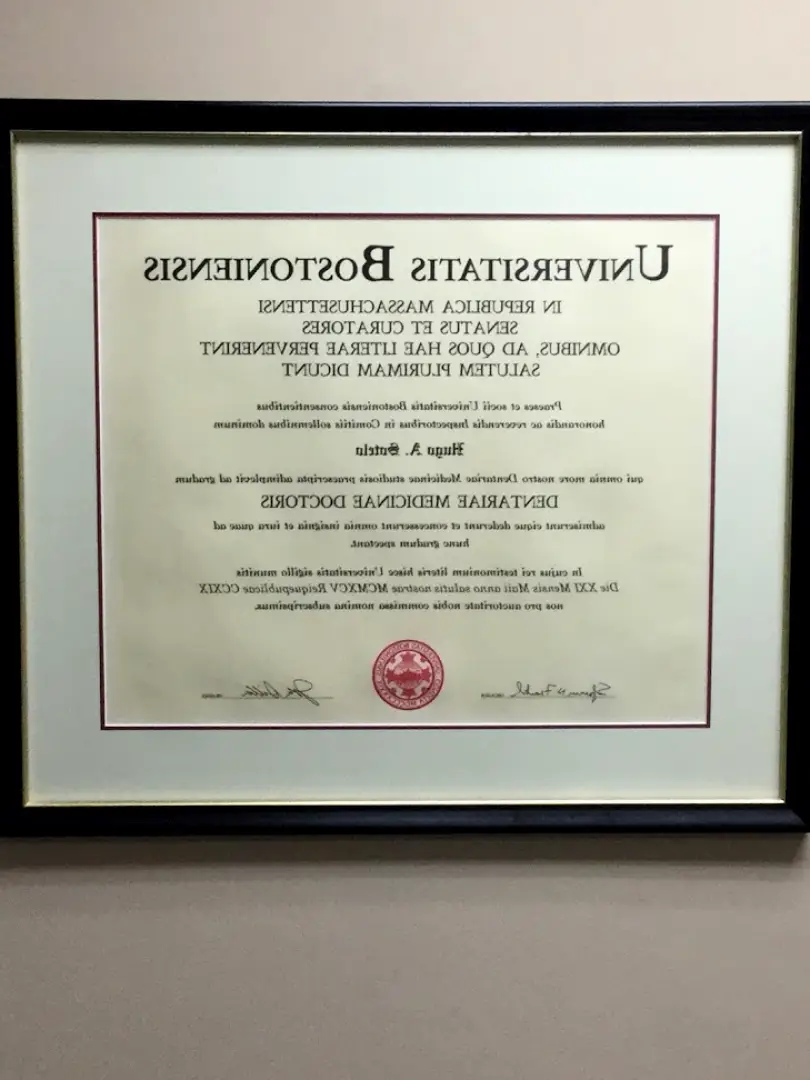 UNIVERSITATIS BOSTONIENSIS
IN REPUBLICA MASSACHUSETTENSI
SENATUS ET CURATORES
OMNIBUS, AD QUOS HAE LITERAE PERVENERINT
SALUTEM PLURIMAM DICUNT
Praeses et socii Universitatis Bostoniensis consentientibus
honorandis ac reverendis Inspectoribus in Comitiis sollemnibus dominum
Hugo A. Sotelo
qui omnia more nostro Dentariae Medicinae studiosis praescripta adimplevit ad gradum
DENTARIAE MEDICINAE DOCTORIS
admiserunt eique dederunt et concesserunt omnia insignia et iura quae ad
hunc gradum spectant.
In cujus rei testimonium literis hisce Universitatis sigillo munitis
Die XXI Mensis Maii anno salutis nostrae MCMXCV Reiquepublicae CCXIX
nos pro auctoritate nobis commissa nomina subscripsimus.